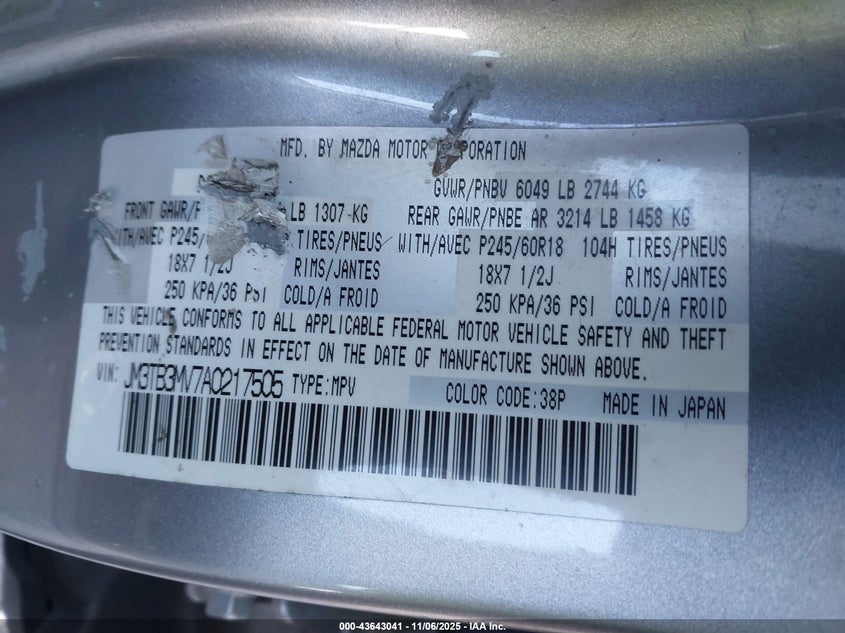 MFD. BY MAZDA MOTOR
GVWR/PNBV 6049 LB 2744 KG
FRONT LB 1307 KG REAR GAWR/PNBE AR 3214 LB 1458 KG
WITH/AVEC TIRES/PNEUS WITH/AVEC P245/60R18 104H TIRES/PNEUS
18X7 1/2J RIMS/JANTES 18X7 1/2J RIMS/JANTES
250 KPA/36 PSI COLD/A FROID 250 KPA/36 PSI COLD/A FROID
THIS VEHICLE CONFORMS TO ALL APPLICABLE FEDERAL MOTOR VEHICLE SAFETY AND THEFT
PREVENTION STANDARDS IN EFFECT ON THE DATE OF MANUFACTURE SHOWN ABOVE.
VIN: JM3TB3MV7A0217505 TYPE:MPV COLOR CODE:38P MADE IN JAPAN
000-43643041 - 11/06/2025 - IAA Inc.